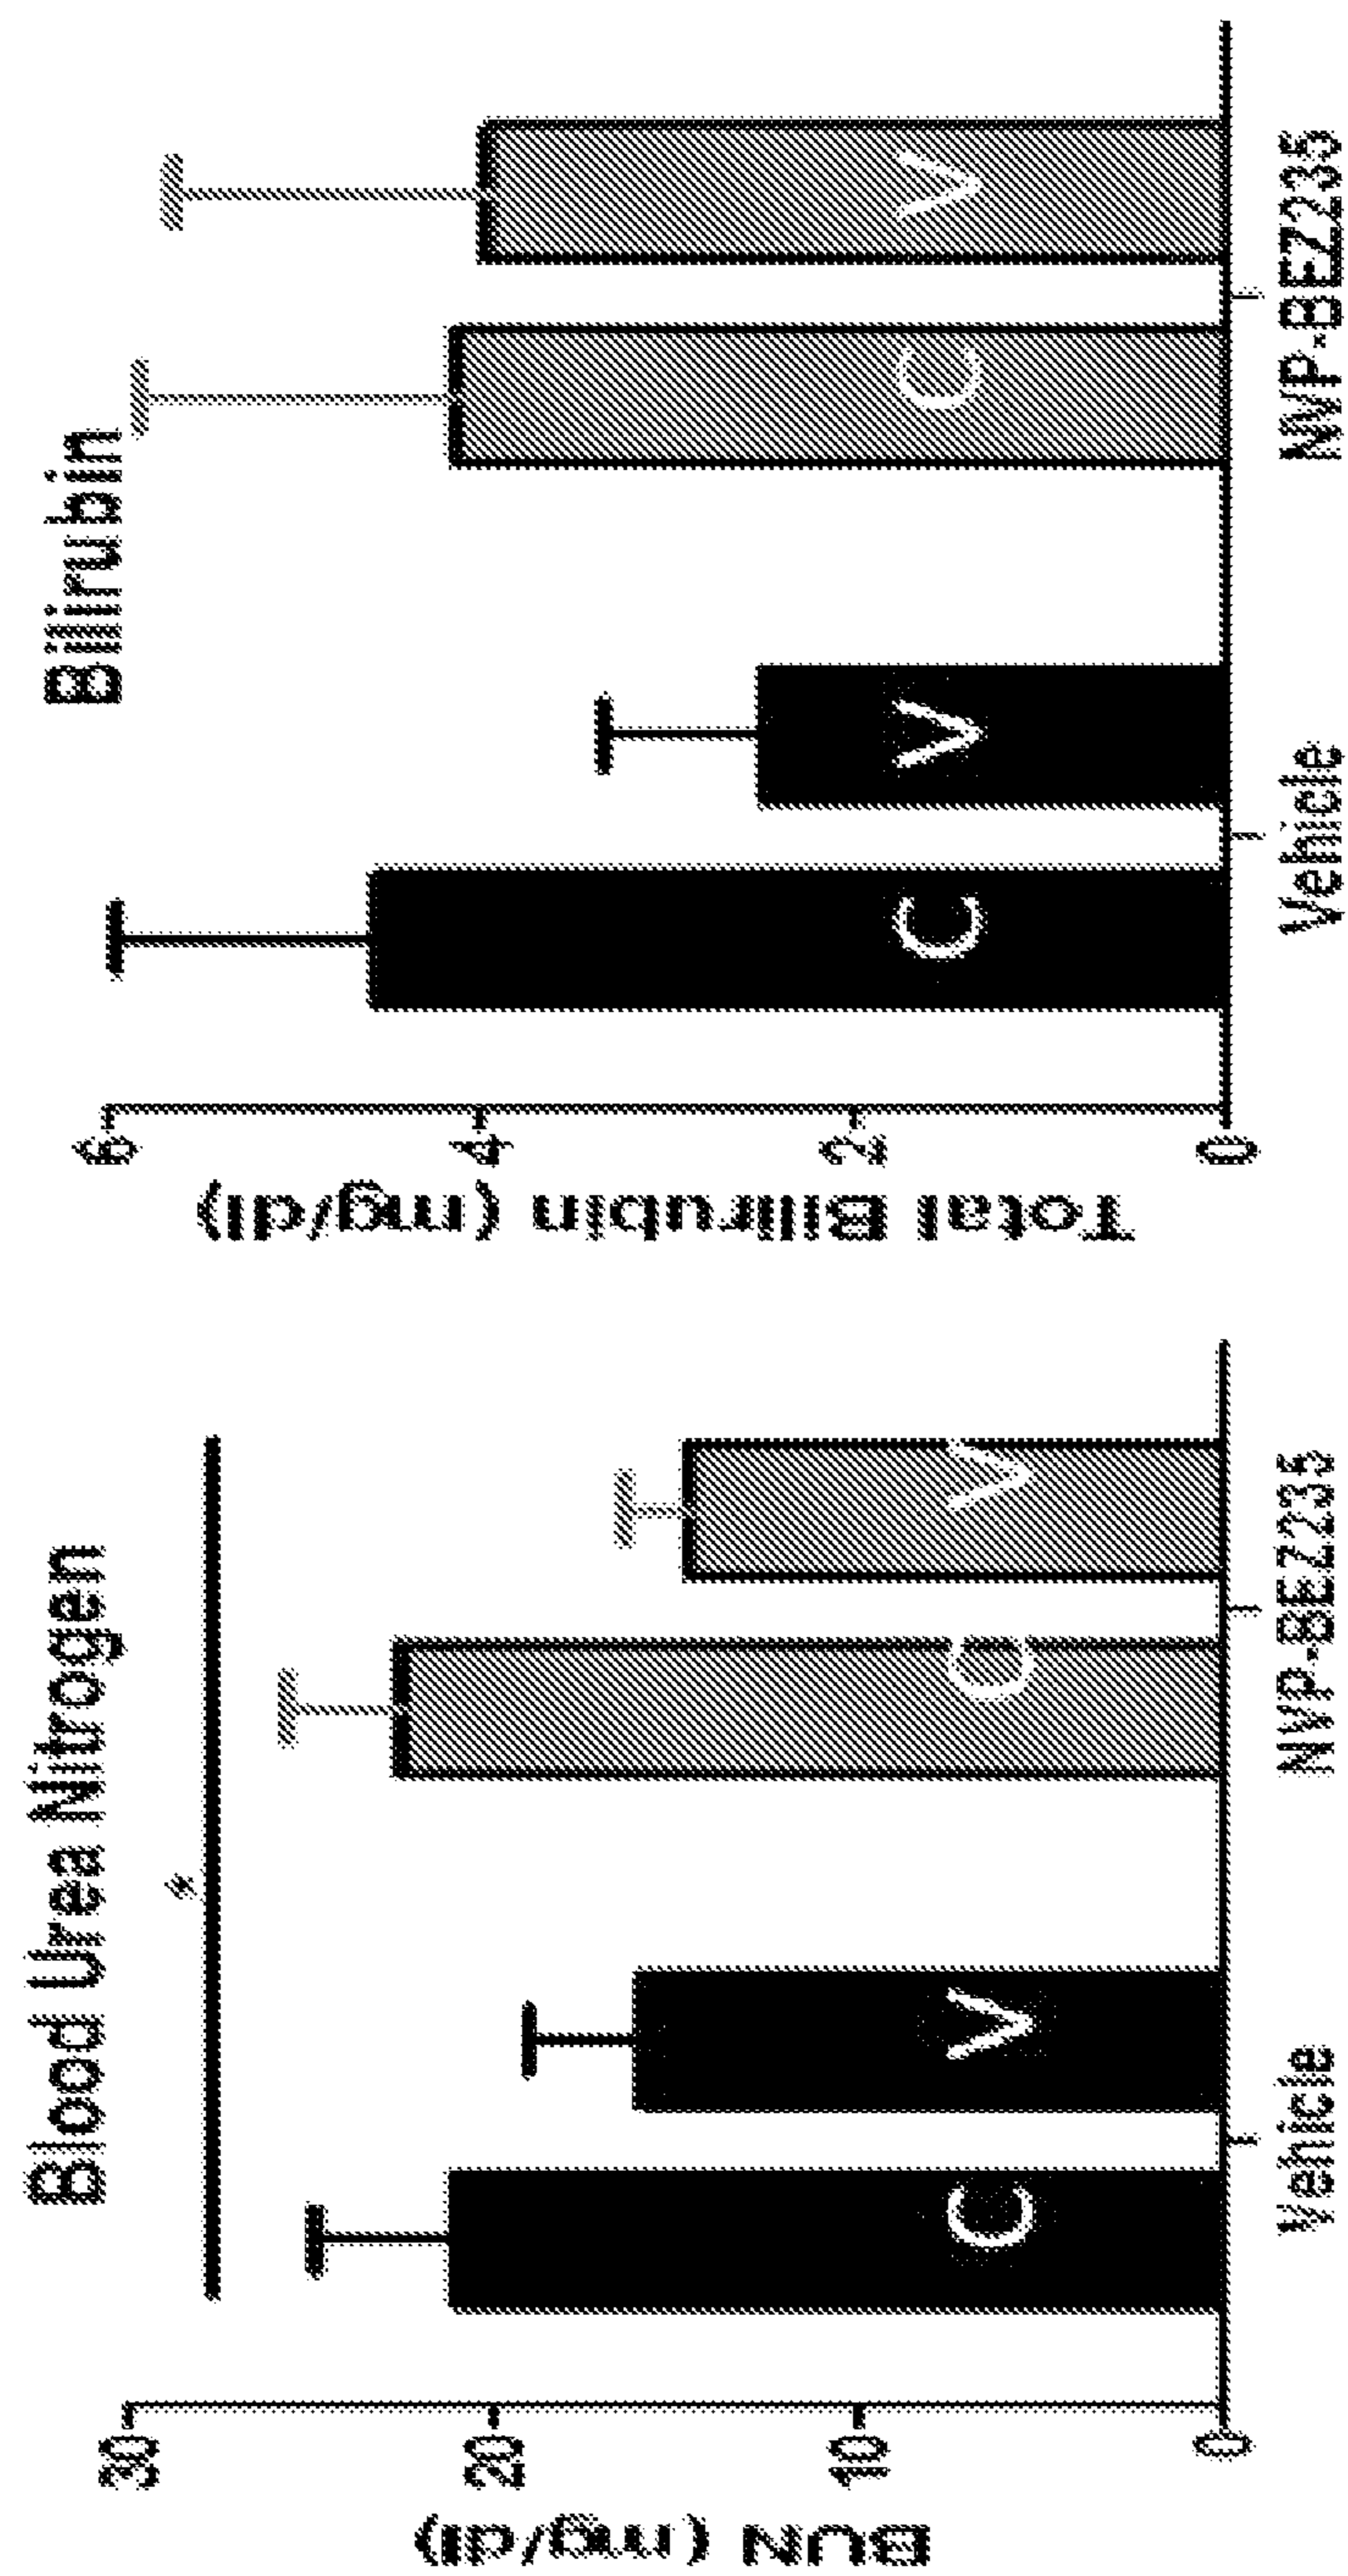 Blood Urea Nitrogen
*
BUN (mg/dl)
30
20
10
0
C
V
C
V
Vehicle
NVP-BEZ235
Bilirubin
Total Bilirubin (mg/dl)
6
4
2
0
C
V
C
V
Vehicle
NVP-BEZ235